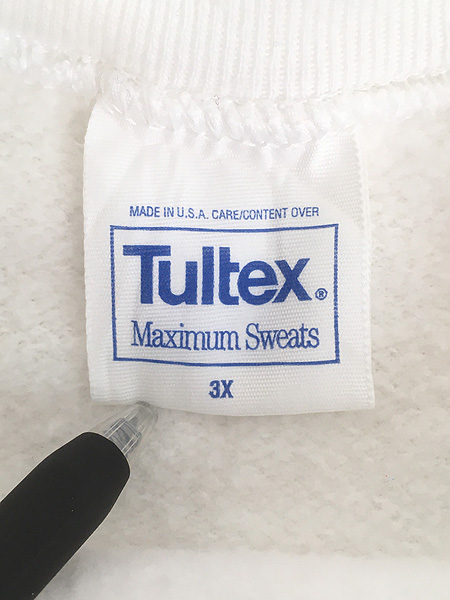 MADE IN U.S.A. CARE/CONTENT OVER
Tultex®
Maximum Sweats
3X